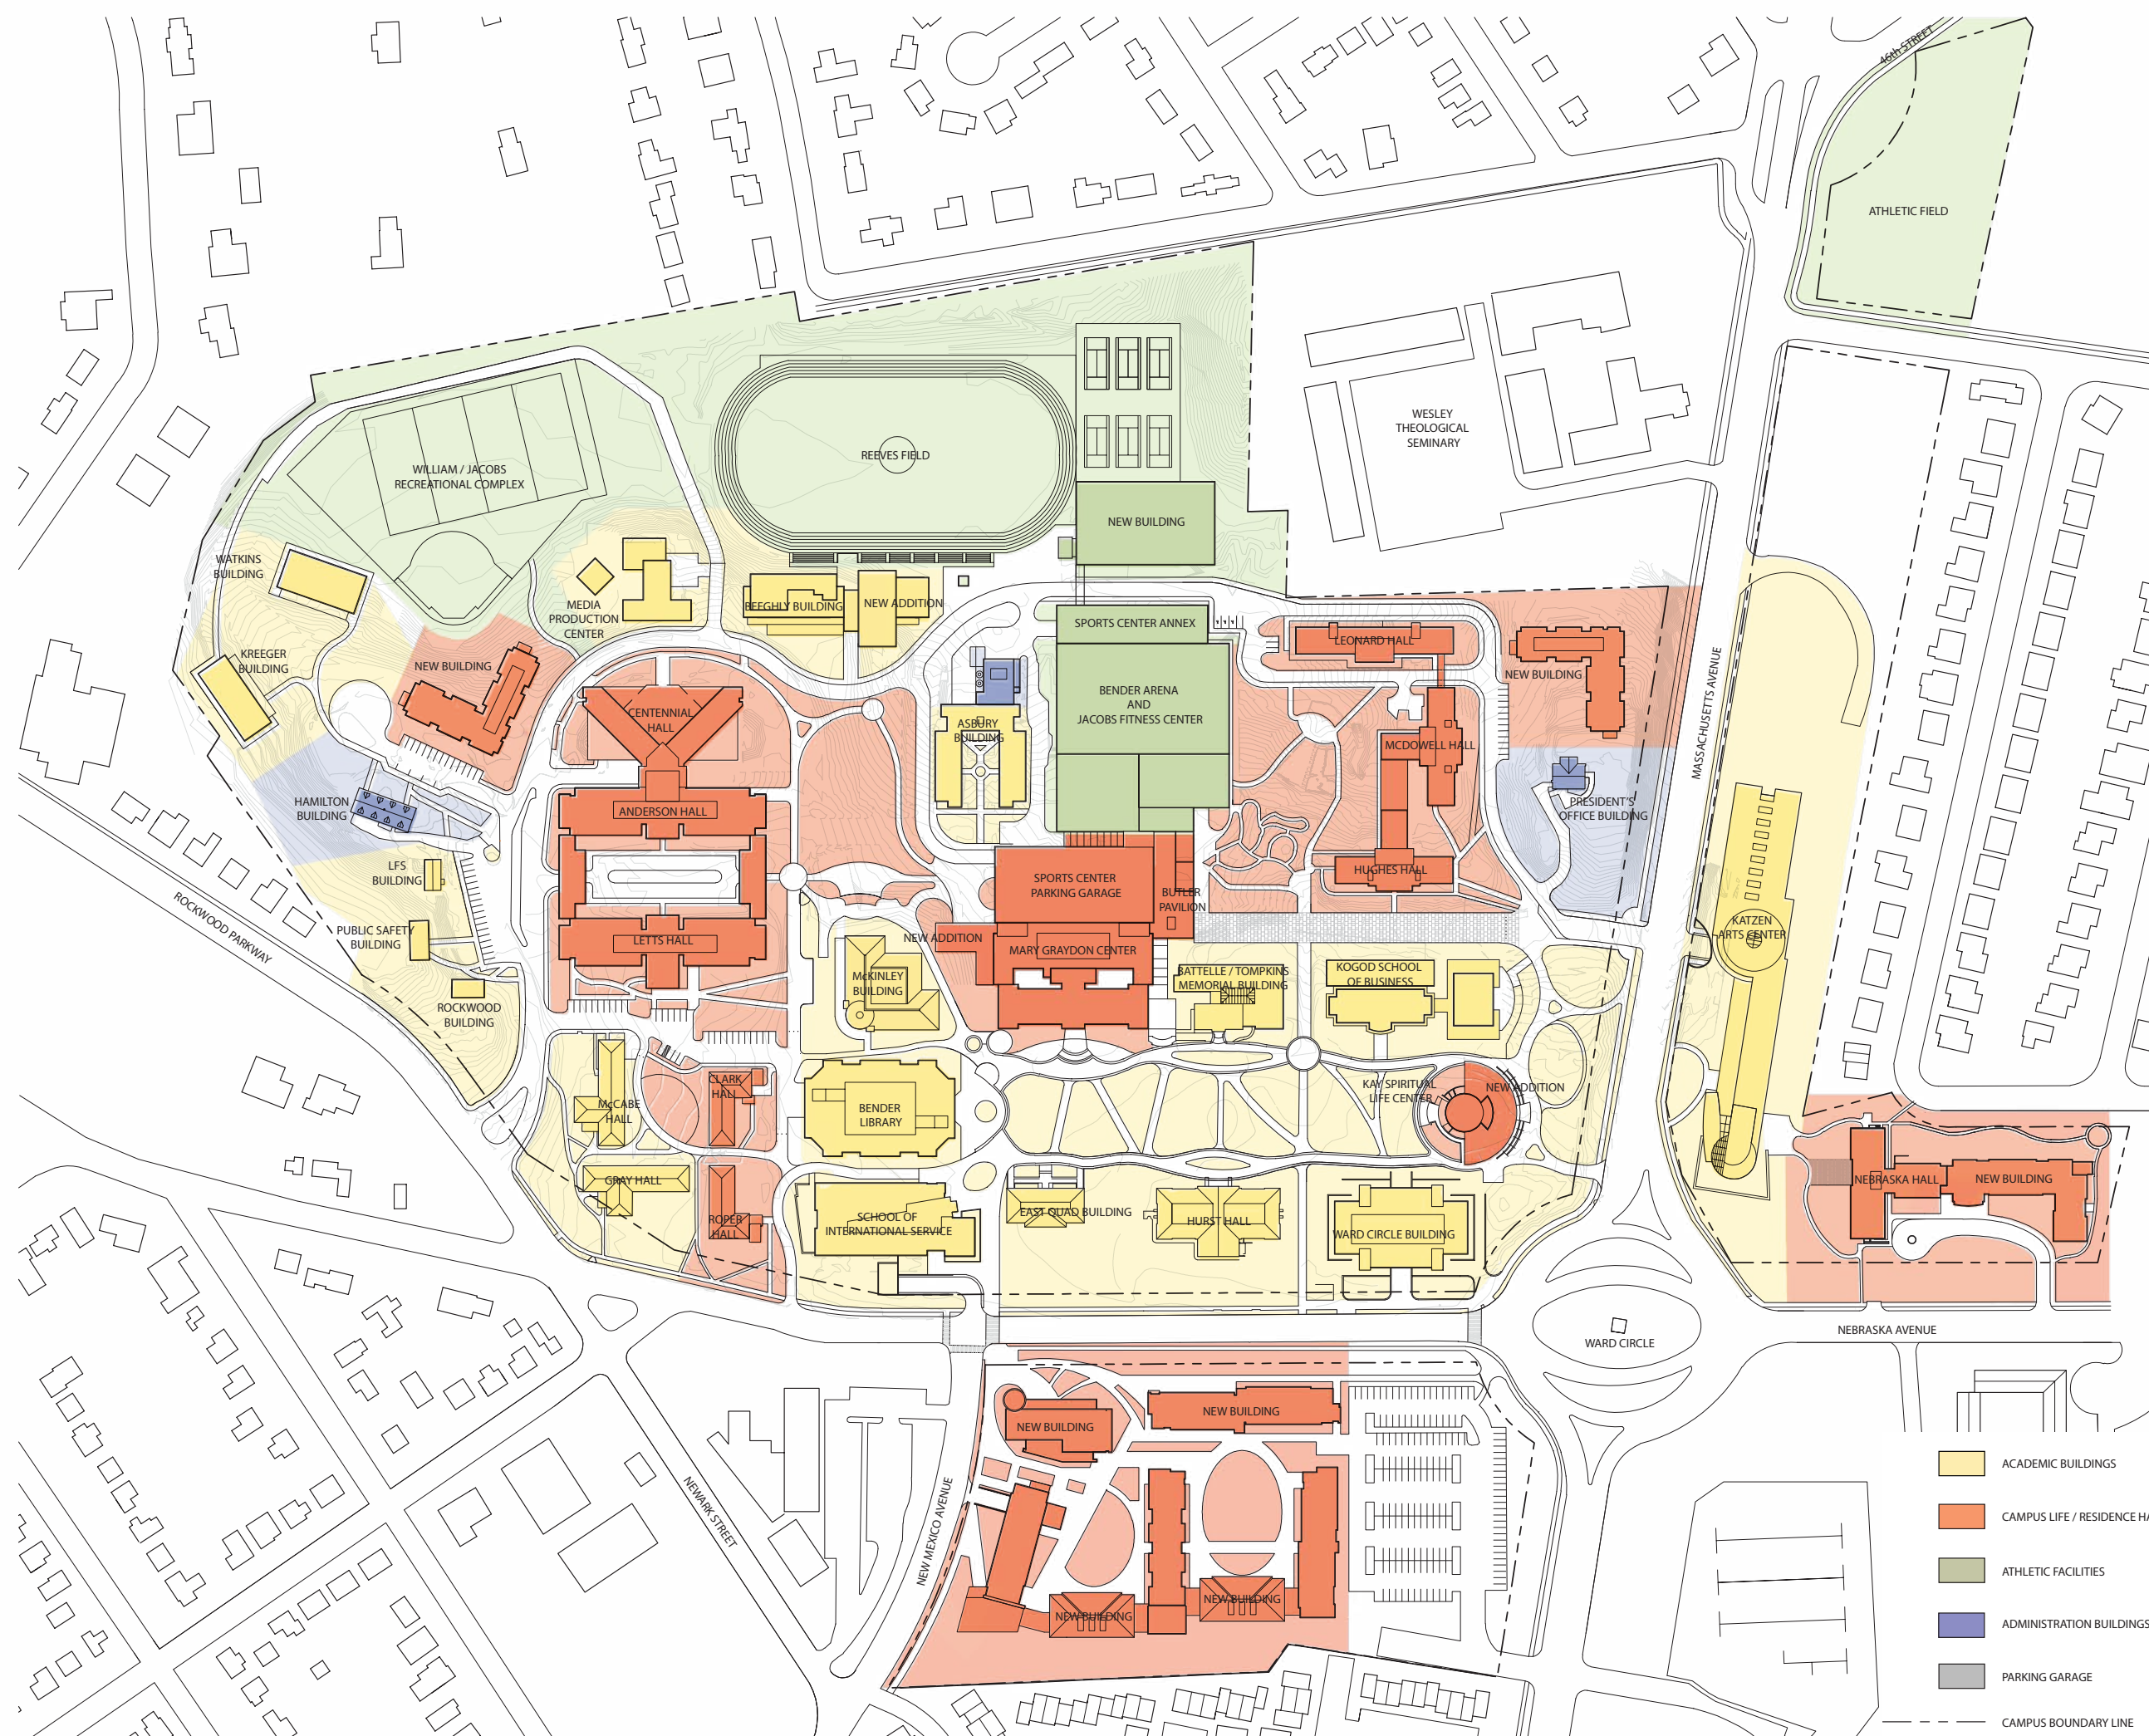 46th STREET
ATHLETIC FIELD
WESLEY
THEOLOGICAL
SEMINARY
REEVES FIELD
WILLIAM / JACOBS
RECREATIONAL COMPLEX
NEW BUILDING
WATKINS
BUILDING
MEDIA
PRODUCTION
CENTER
BEEGHLY BUILDING
NEW ADDITION
SPORTS CENTER ANNEX
LEONARD HALL
KREEGER
BUILDING
NEW BUILDING
NEW BUILDING
MASSACHUSETTS AVENUE
CENTENNIAL
HALL
ASBURY
BUILDING
BENDER ARENA
AND
JACOBS FITNESS CENTER
MCDOWELL HALL
HAMILTON
BUILDING
ANDERSON HALL
PRESIDENT'S
OFFICE BUILDING
LFS
BUILDING
SPORTS CENTER
PARKING GARAGE
BUTLER
PAVILION
HUGHES HALL
ROCKWOOD PARKWAY
PUBLIC SAFETY
BUILDING
LETTS HALL
NEW ADDITION
MARY GRAYDON CENTER
KATZEN
ARTS CENTER
McKINLEY
BUILDING
BATTELLE / TOMPKINS
MEMORIAL BUILDING
KOGOD SCHOOL
OF BUSINESS
ROCKWOOD
BUILDING
CLARK
HALL
McCABE
HALL
BENDER
LIBRARY
KAY SPIRITUAL
LIFE CENTER
NEW ADDITION
GRAY HALL
ROPER
HALL
SCHOOL OF
INTERNATIONAL SERVICE
EAST QUAD BUILDING
HURST HALL
WARD CIRCLE BUILDING
NEBRASKA HALL
NEW BUILDING
WARD CIRCLE
NEBRASKA AVENUE
NEW BUILDING
NEW BUILDING
NEWARK STREET
NEW MEXICO AVENUE
NEW BUILDING
NEW BUILDING
ACADEMIC BUILDINGS
CAMPUS LIFE / RESIDENCE HA
ATHLETIC FACILITIES
ADMINISTRATION BUILDINGS
PARKING GARAGE
CAMPUS BOUNDARY LINE